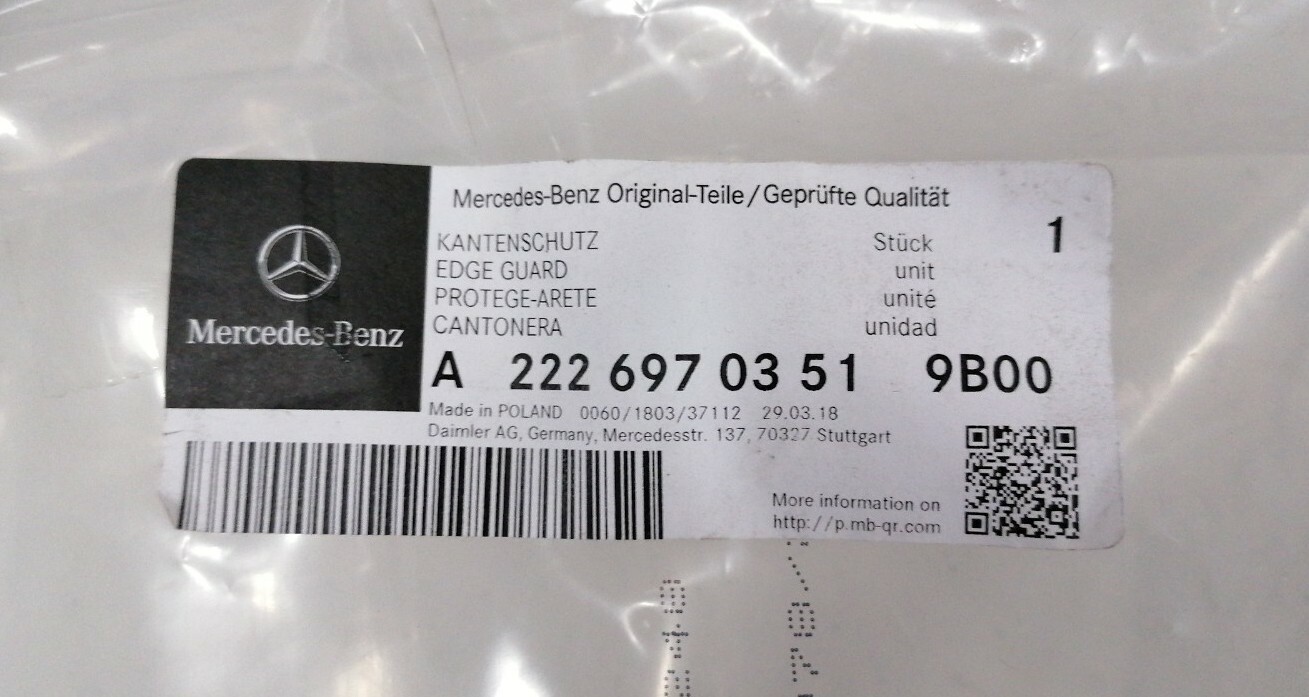 Mercedes-Benz
Mercedes-Benz Original-Teile/Geprüfte Qualität
KANTENSCHUTZ Stück 1
EDGE GUARD unit
PROTEGE-ARETE unité
CANTONERA unidad
A 222 697 03 51 9B00
Made in POLAND 0060/1803/37112 29.03.18
Daimler AG, Germany, Mercedesstr. 137, 70327 Stuttgart
More information on
http://p.mb-qr.com